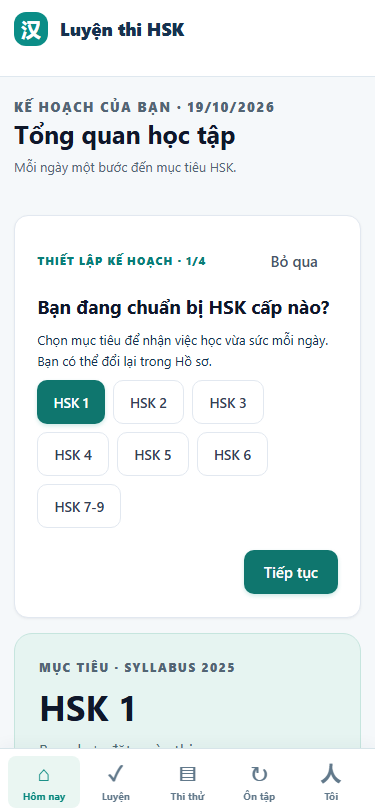 汉 Luyện thi HSK
KẾ HOẠCH CỦA BẠN · 19/10/2026
Tổng quan học tập
Mỗi ngày một bước đến mục tiêu HSK.
THIẾT LẬP KẾ HOẠCH · 1/4 Bỏ qua
Bạn đang chuẩn bị HSK cấp nào?
Chọn mục tiêu để nhận việc học vừa sức mỗi ngày.
Bạn có thể đổi lại trong Hồ sơ.
HSK 1 HSK 2 HSK 3
HSK 4 HSK 5 HSK 6
HSK 7-9
Tiếp tục
MỤC TIÊU · SYLLABUS 2025
HSK 1
人
Hôm nay Luyện Thi thử Ôn tập Tôi